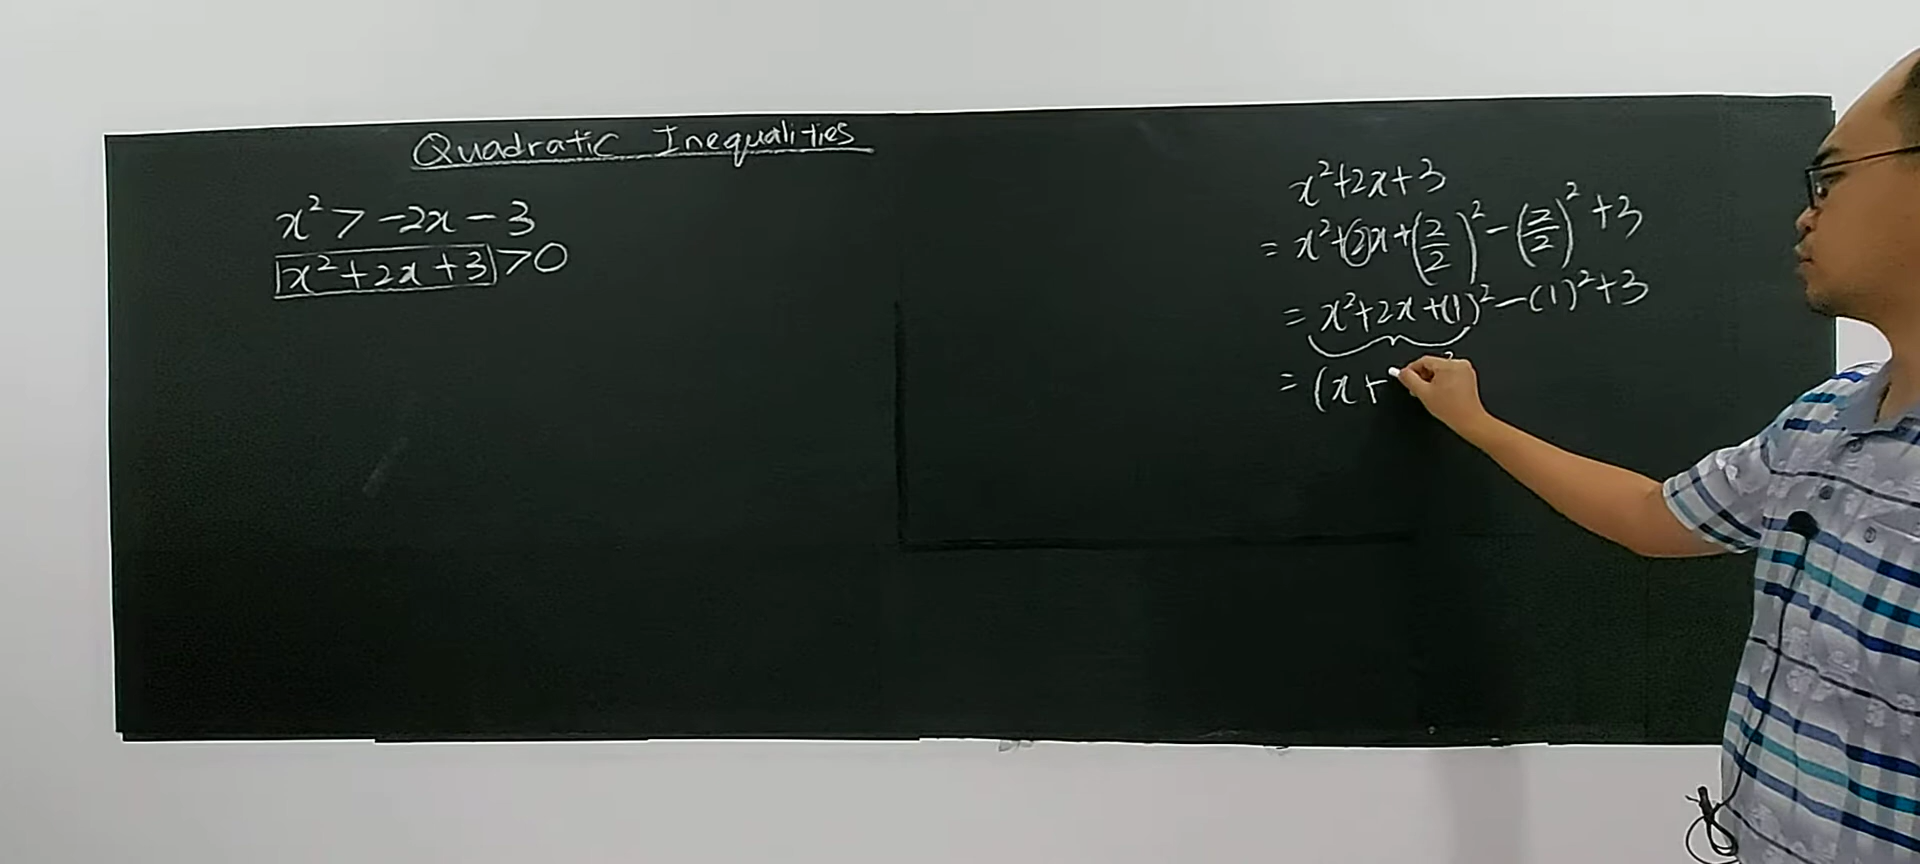 Quadratic Inequalities
x² > -2x - 3
x² + 2x + 3 > 0
x² + 2x + 3
= x² + 2x + (2/2)² - (2/2)² + 3
= x² + 2x + (1)² - (1)² + 3
= (x +